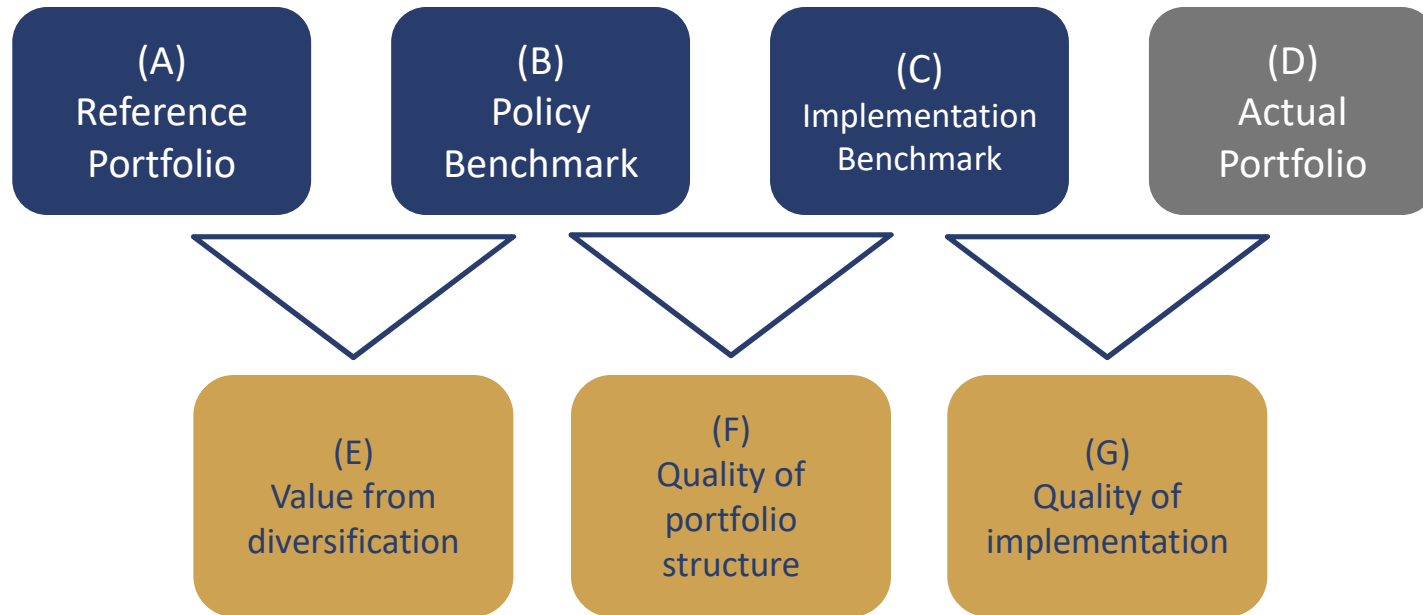 (A)
Reference
Portfolio
(B)
Policy
Benchmark
(C)
Implementation
Benchmark
(D)
Actual
Portfolio
(E)
Value from
diversification
(F)
Quality of
portfolio
structure
(G)
Quality of
implementation